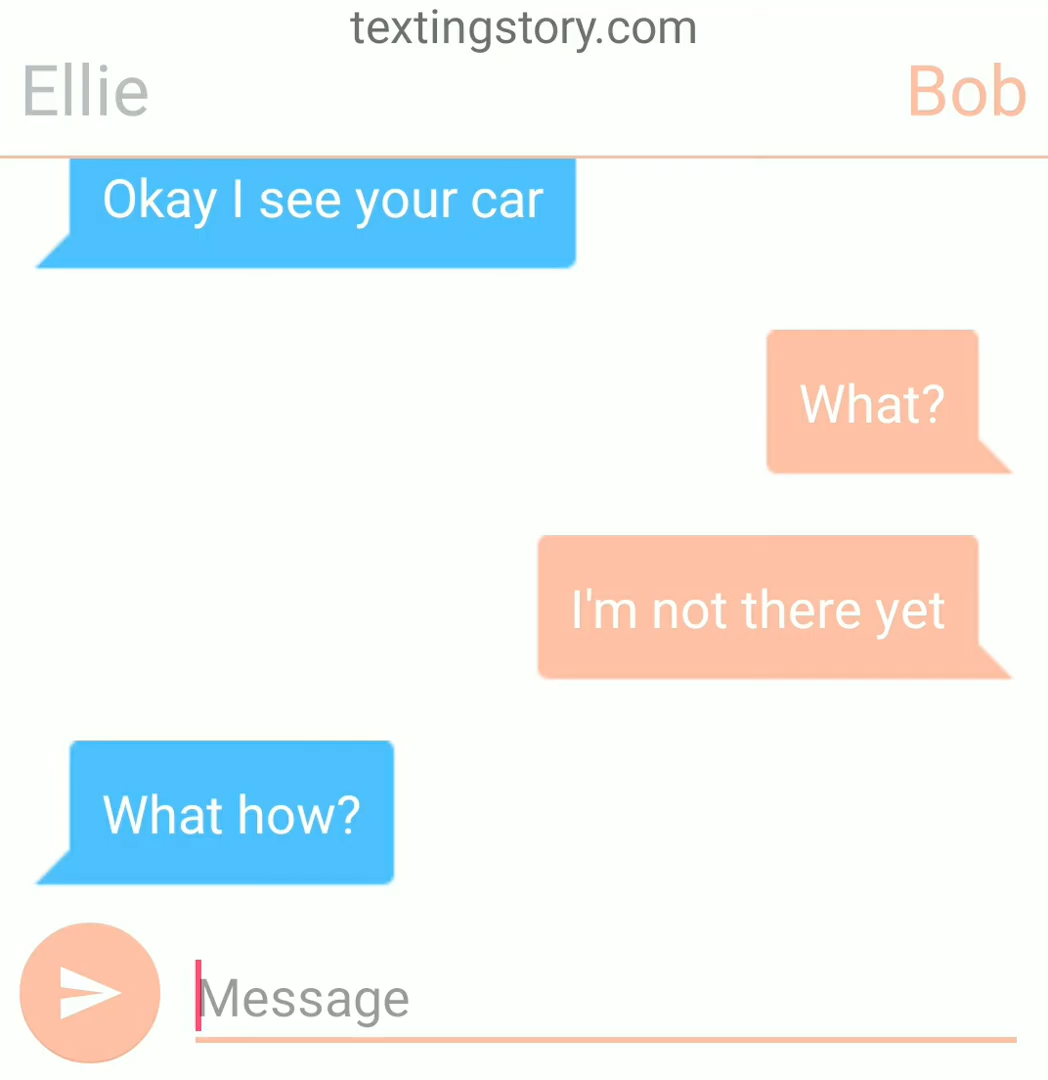 textingstory.com
Ellie
Bob
Okay I see your car
What?
I'm not there yet
What how?
Message